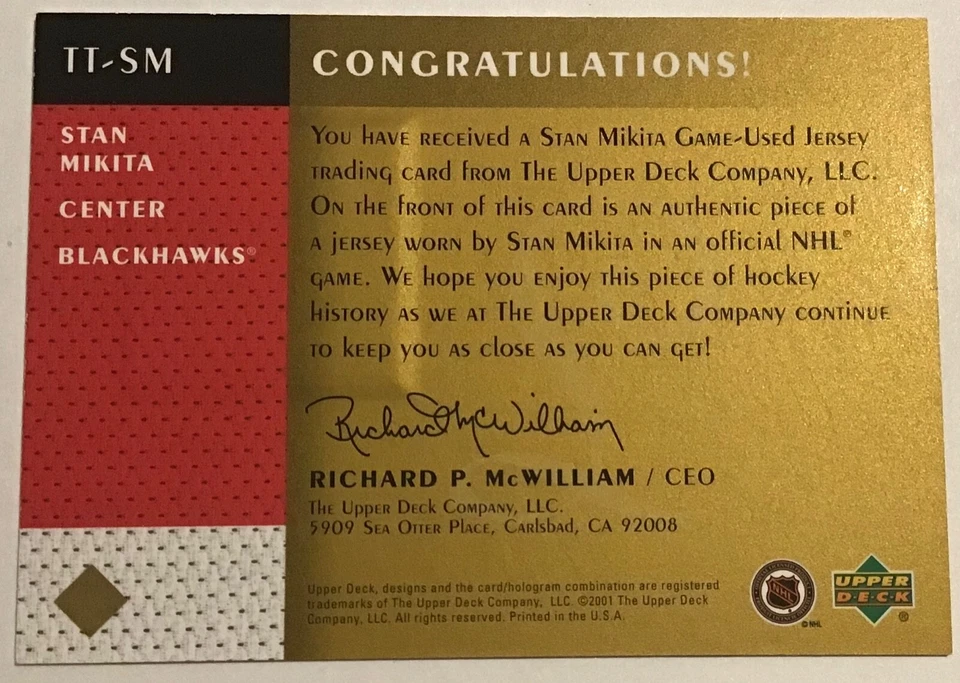 TT-SM
STAN
MIKITA
CENTER
BLACKHAWKS®
CONGRATULATIONS!
You have received a Stan Mikita Game-Used Jersey
trading card from The Upper Deck Company, LLC.
On the front of this card is an authentic piece of
a jersey worn by Stan Mikita in an official NHL®
game. We hope you enjoy this piece of hockey
history as we at The Upper Deck Company continue
to keep you as close as you can get!
Richard McWilliam
RICHARD P. McWILLIAM / CEO
The Upper Deck Company, LLC.
5909 Sea Otter Place, Carlsbad, CA 92008
Upper Deck, designs and the card/hologram combination are registered
trademarks of The Upper Deck Company, LLC. ©2001 The Upper Deck
Company, LLC. All rights reserved. Printed in the U.S.A.
NHL
©NHL
UPPER
D·E·C·K
®